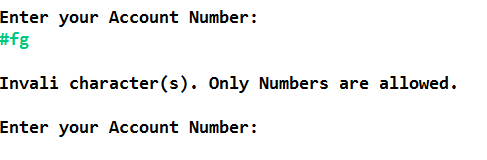 Enter your Account Number:
#fg
Invali character(s). Only Numbers are allowed.
Enter your Account Number: